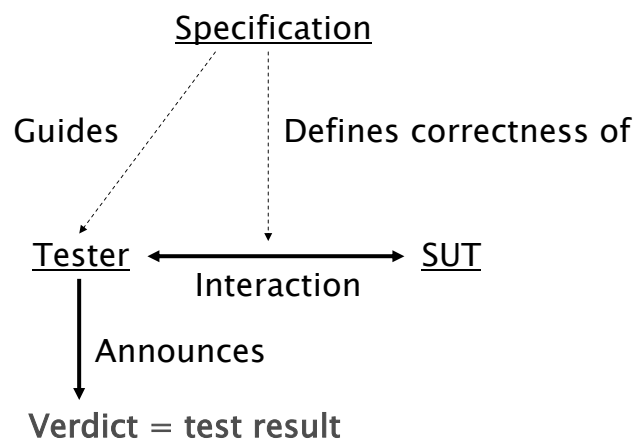 Specification
Guides
Defines correctness of
Tester
SUT
Interaction
Announces
Verdict = test result